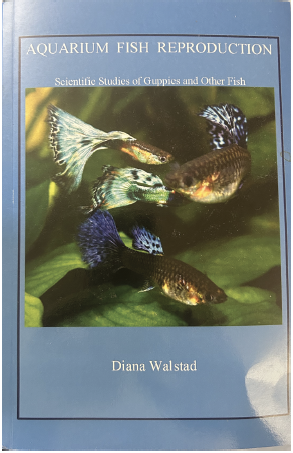 AQUARIUM FISH REPRODUCTION
Scientific Studies of Guppies and Other Fish
Diana Walstad